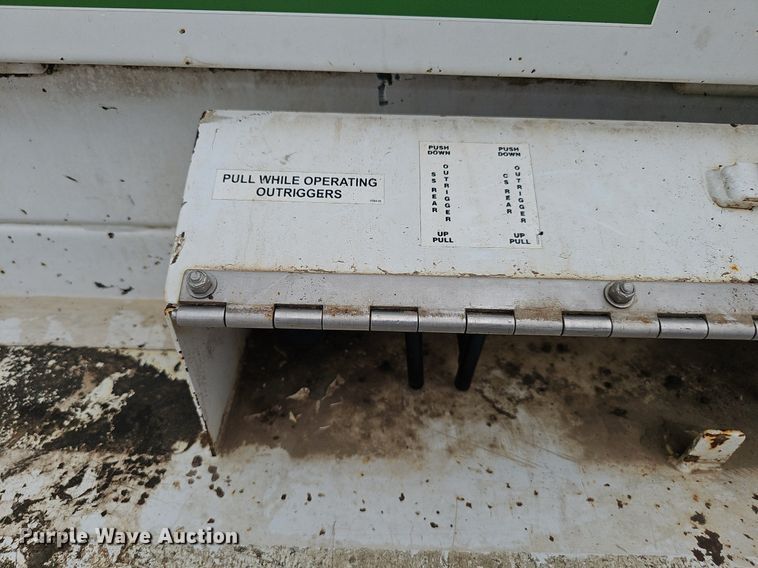 PULL WHILE OPERATING
OUTRIGGERS
PUSH
DOWN
SS REAR
OUTRIGGER
UP
PULL
PUSH
DOWN
CS REAR
OUTRIGGER
UP
PULL
Purple Wave Auction